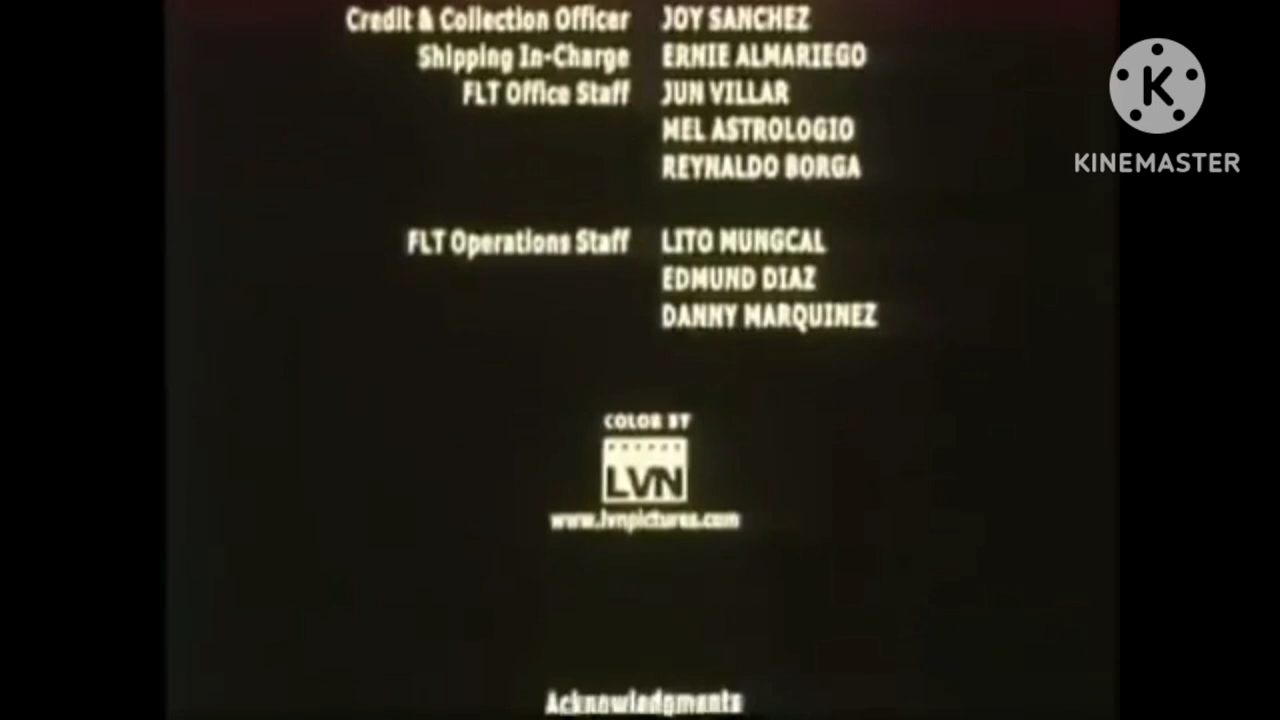 Credit & Collection Officer JOY SANCHEZ
Shipping In-Charge ERNIE ALMARIEGO
FLT Office Staff JUN VILLAR
MEL ASTROLOGIO
REYNALDO BORGA
FLT Operations Staff LITO MUNGCAL
EDMUND DIAZ
DANNY MARQUINEZ
COLOR BY
LVN
www.lvnpictures.com
Acknowledgments
K
KINEMASTER